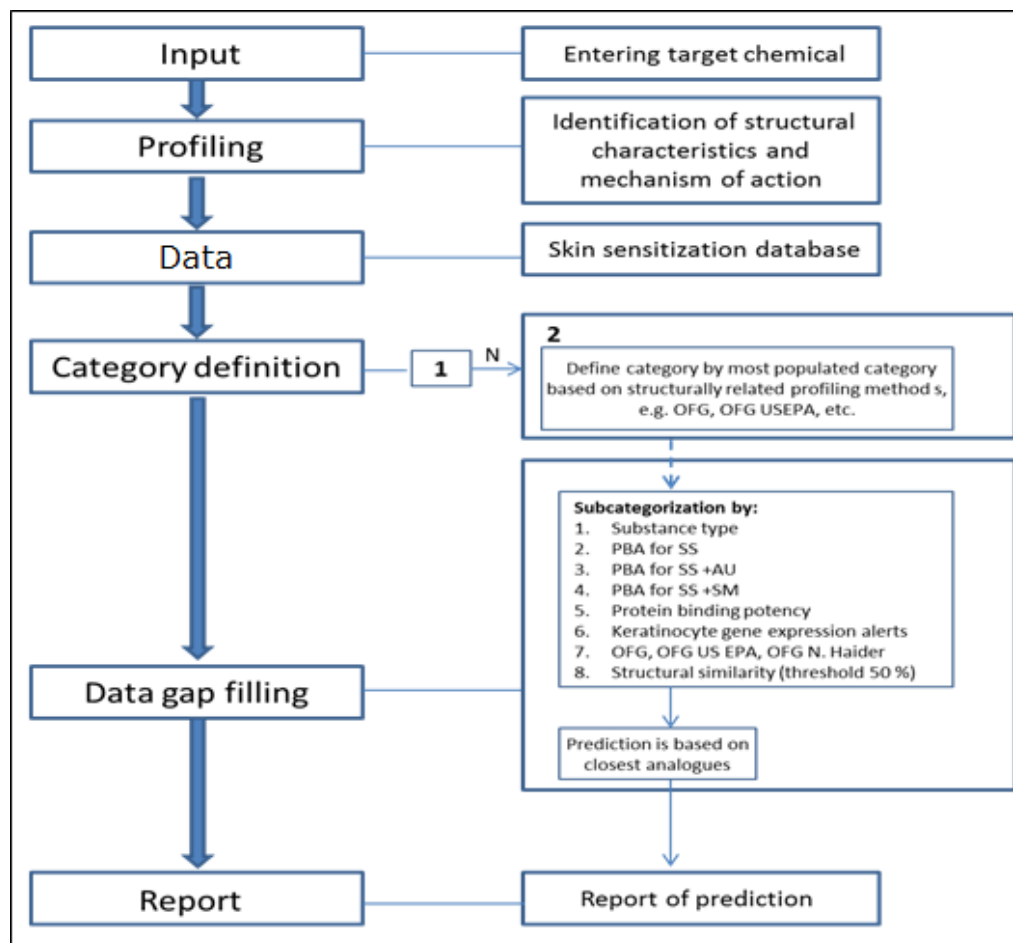 Input
Entering target chemical
Profiling
Identification of structural
characteristics and
mechanism of action
Data
Skin sensitization database
Category definition
1
N
2
Define category by most populated category
based on structurally related profiling method s,
e.g. OFG, OFG USEPA, etc.
Subcategorization by:
1. Substance type
2. PBA for SS
3. PBA for SS +AU
4. PBA for SS +SM
5. Protein binding potency
6. Keratinocyte gene expression alerts
7. OFG, OFG US EPA, OFG N. Haider
8. Structural similarity (threshold 50 %)
Data gap filling
Prediction is based on
closest analogues
Report
Report of prediction